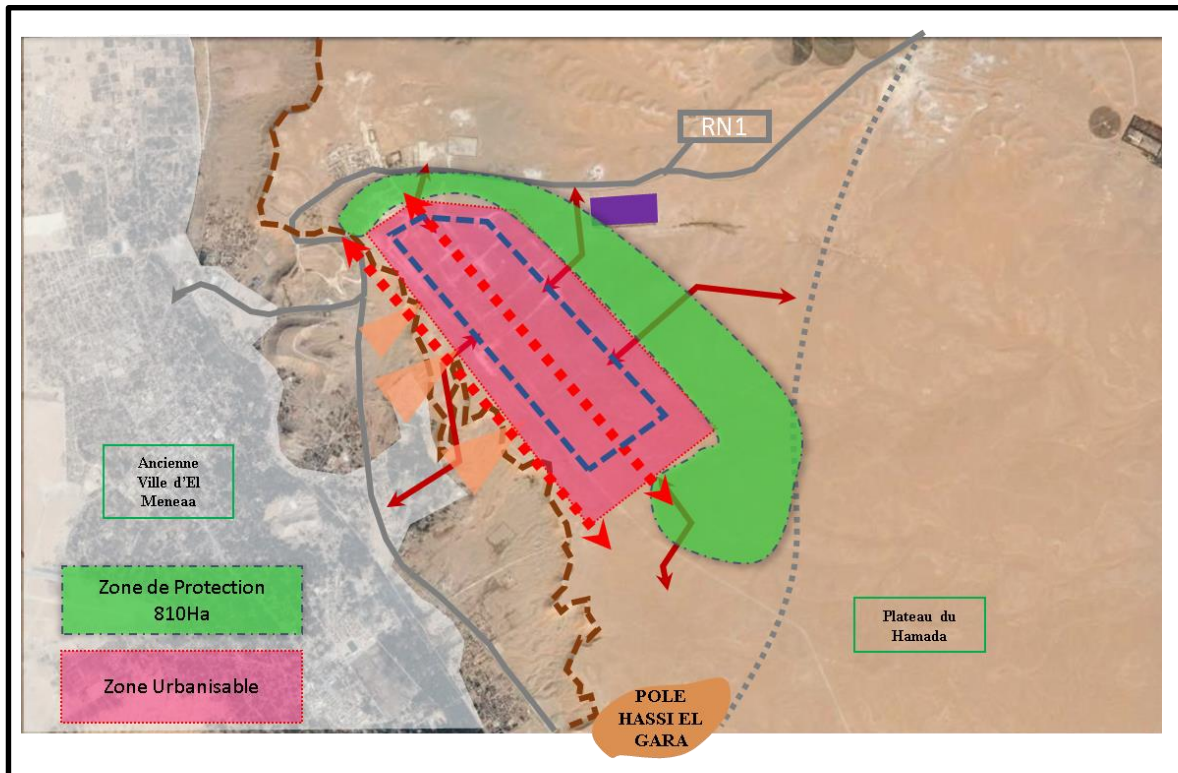 RN1
Ancienne
Ville d'El
Meneaa
Zone de Protection
810Ha
Zone Urbanisable
Plateau du
Hamada
POLE
HASSI EL
GARA